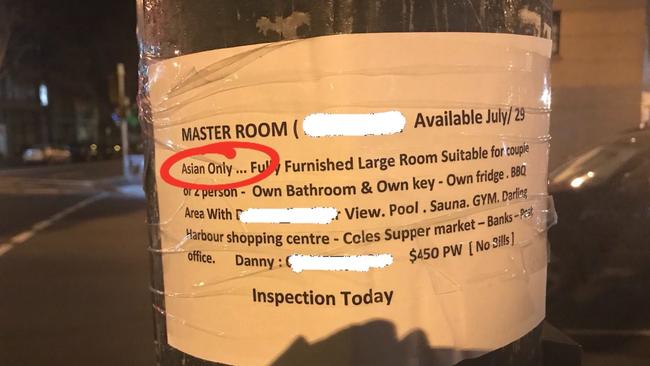 MASTER ROOM ( Available July/ 29
Asian Only ... Fully Furnished Large Room Suitable for couple
or 2 person - Own Bathroom & Own key - Own fridge . BBQ
Area With View. Pool . Sauna. GYM. Darling
Harbour shopping centre - Coles Supper market – Banks – Post
office. Danny : $450 PW [ No Bills ]
Inspection Today